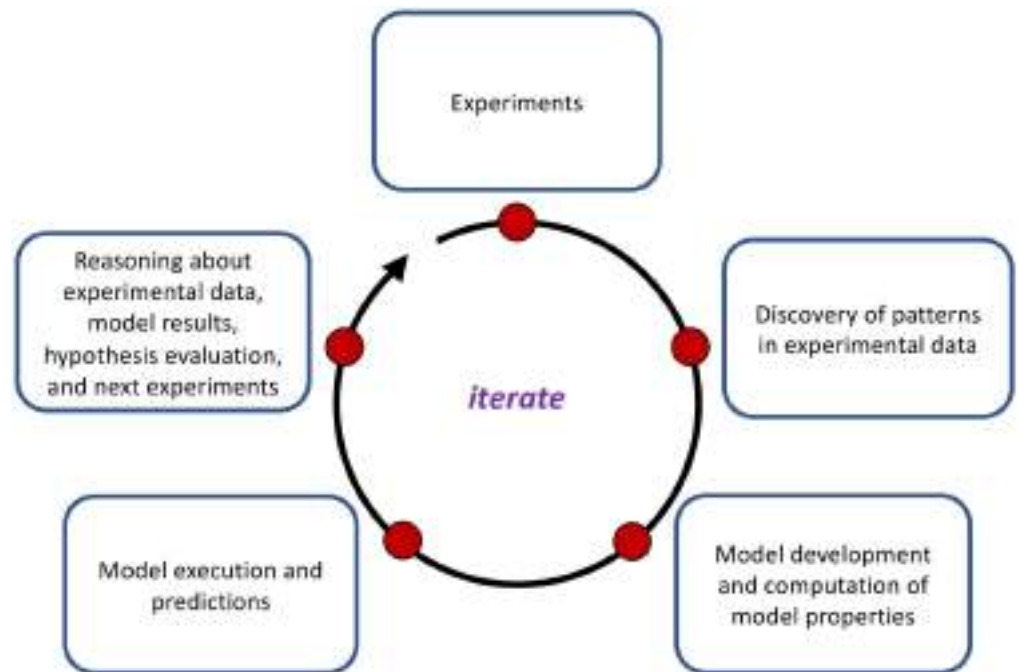 Experiments
Reasoning about
experimental data,
model results,
hypothesis evaluation,
and next experiments
Discovery of patterns
in experimental data
iterate
Model execution and
predictions
Model development
and computation of
model properties